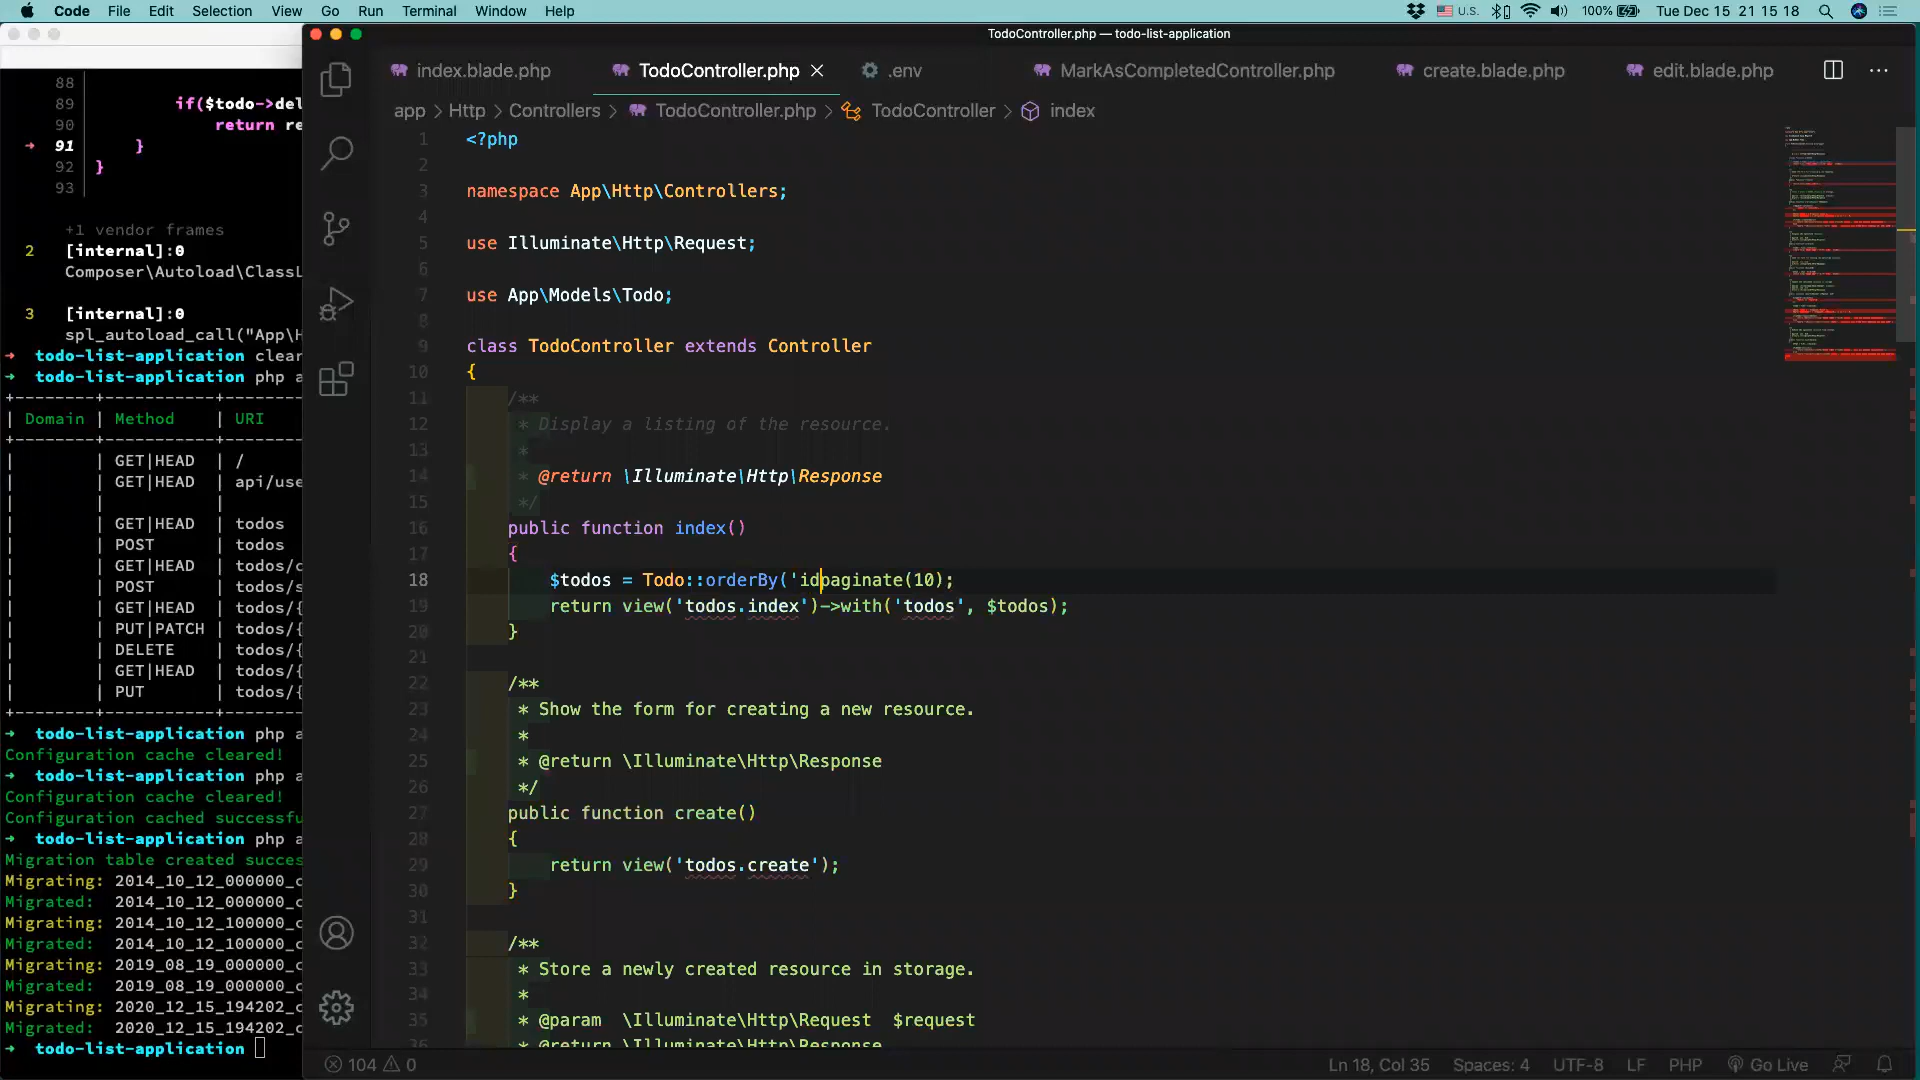 Code File Edit Selection View Go Run Terminal Window Help
U.S. 100% Tue Dec 15 21 15 18
TodoController.php — todo-list-application
88
89 if($todo->del
90 return re
➜ 91 }
92 }
93
+1 vendor frames
2 [internal]:0
Composer\Autoload\ClassL
3 [internal]:0
spl_autoload_call("App\H
➜ todo-list-application clear
➜ todo-list-application php a
| Domain | Method | URI
| | GET|HEAD | /
| | GET|HEAD | api/use
| | |
| | GET|HEAD | todos
| | POST | todos
| | GET|HEAD | todos/c
| | POST | todos/s
| | GET|HEAD | todos/{
| | PUT|PATCH | todos/{
| | DELETE | todos/{
| | GET|HEAD | todos/{
| | PUT | todos/{
➜ todo-list-application php a
Configuration cache cleared!
➜ todo-list-application php a
Configuration cache cleared!
Configuration cached successfu
➜ todo-list-application php a
Migration table created succes
Migrating: 2014_10_12_000000_c
Migrated: 2014_10_12_000000_c
Migrating: 2014_10_12_100000_c
Migrated: 2014_10_12_100000_c
Migrating: 2019_08_19_000000_c
Migrated: 2019_08_19_000000_c
Migrating: 2020_12_15_194202_c
Migrated: 2020_12_15_194202_c
➜ todo-list-application
index.blade.php TodoController.php .env MarkAsCompletedController.php create.blade.php edit.blade.php
app > Http > Controllers > TodoController.php > TodoController > index
1 <?php
2
3 namespace App\Http\Controllers;
4
5 use Illuminate\Http\Request;
6
7 use App\Models\Todo;
8
9 class TodoController extends Controller
10 {
11 /**
12 * Display a listing of the resource.
13 *
14 * @return \Illuminate\Http\Response
15 */
16 public function index()
17 {
18 $todos = Todo::orderBy('idpaginate(10);
19 return view('todos.index')->with('todos', $todos);
20 }
21
22 /**
23 * Show the form for creating a new resource.
24 *
25 * @return \Illuminate\Http\Response
26 */
27 public function create()
28 {
29 return view('todos.create');
30 }
31
32 /**
33 * Store a newly created resource in storage.
34 *
35 * @param \Illuminate\Http\Request $request
36 * @return \Illuminate\Http\Response
104 0 Ln 18, Col 35 Spaces: 4 UTF-8 LF PHP Go Live